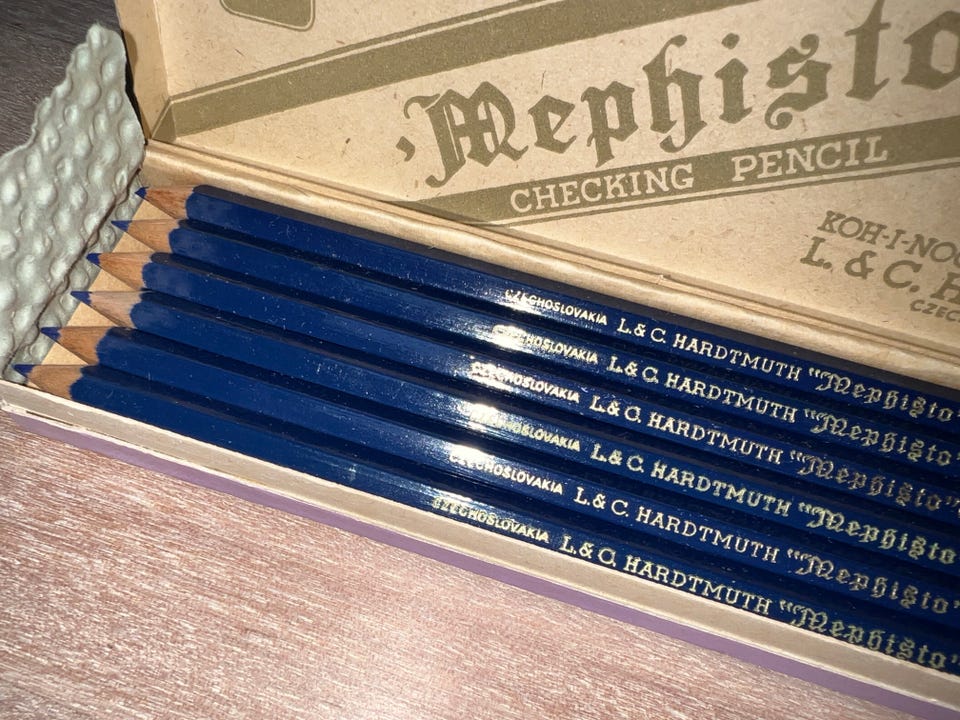 "Mephisto
CHECKING PENCIL
KOH-I-NOO
L. & C. H
CZEC
CZECHOSLOVAKIA L. & C. HARDTMUTH "Mephisto"
CZECHOSLOVAKIA L. & C. HARDTMUTH "Mephisto"
CZECHOSLOVAKIA L. & C. HARDTMUTH "Mephisto"
CZECHOSLOVAKIA L. & C. HARDTMUTH "Mephisto
CZECHOSLOVAKIA L. & C. HARDTMUTH "Mephisto"
CZECHOSLOVAKIA L. & C. HARDTMUTH "Mephisto"